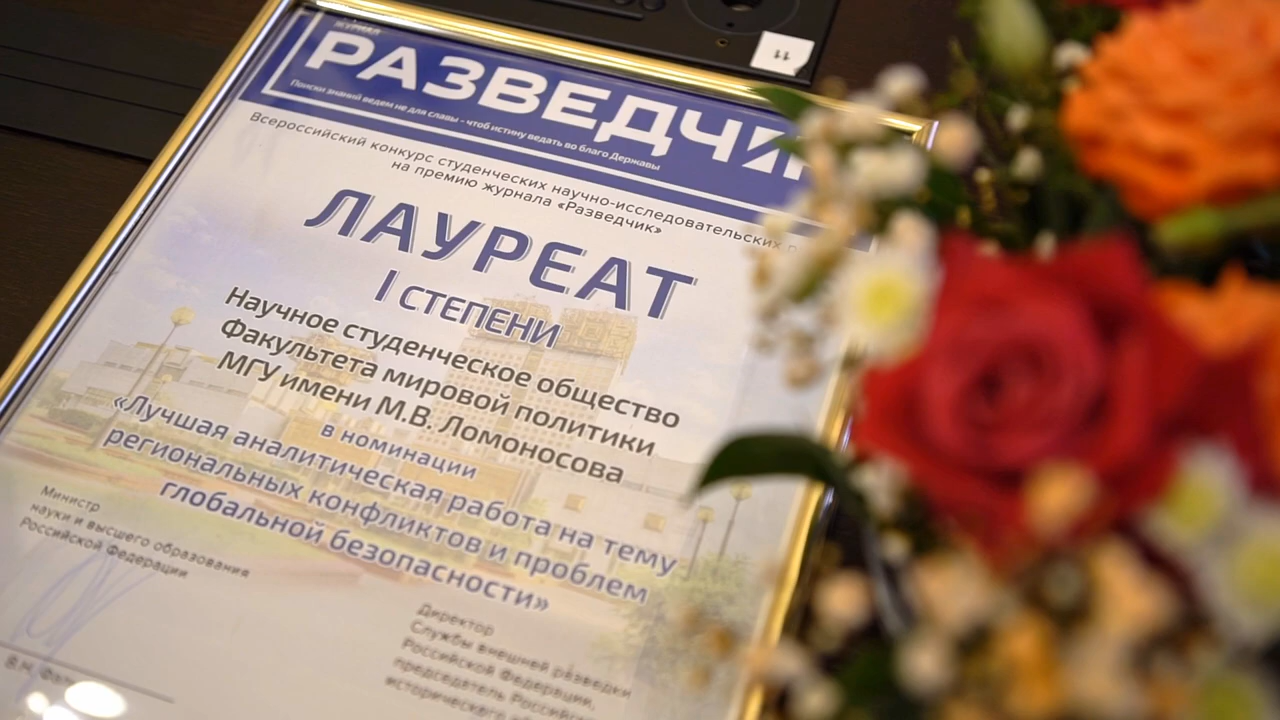 ЖУРНАЛ
РАЗВЕДЧИК
Поиски знаний ведем не для славы – чтоб истину ведать во благо Державы
Всероссийский конкурс студенческих научно-исследовательских
на премию журнала «Разведчик»
ЛАУРЕАТ
I СТЕПЕНИ
Научное студенческое общество
Факультета мировой политики
МГУ имени М.В. Ломоносова
в номинации
«Лучшая аналитическая работа на тему
региональных конфликтов и проблем
глобальной безопасности»
Министр
науки и высшего образования
Российской Федерации
Директор
Службы внешней разведки
Российской Федерации,
председатель
11